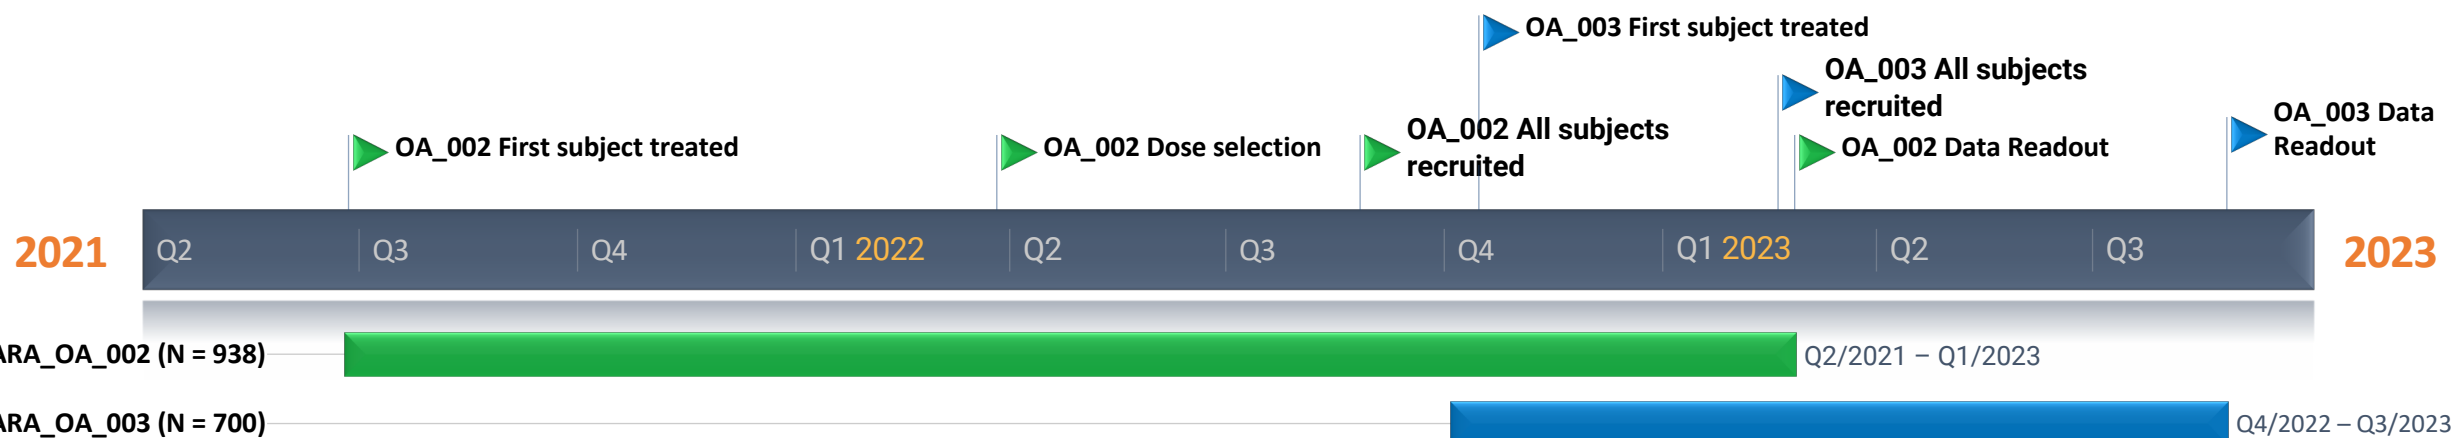 OA_003 First subject treated
OA_003 All subjects
recruited
OA_003 Data
Readout
OA_002 First subject treated
OA_002 Dose selection
OA_002 All subjects
recruited
OA_002 Data Readout
2021 Q2 Q3 Q4 Q1 2022 Q2 Q3 Q4 Q1 2023 Q2 Q3 2023
ARA_OA_002 (N = 938) Q2/2021 – Q1/2023
ARA_OA_003 (N = 700) Q4/2022 – Q3/2023